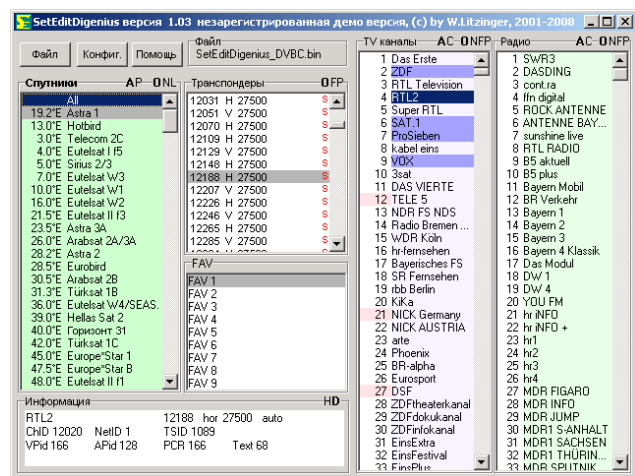 SetEditDigenius версия 1.03 незарегистрированная демо версия, (c) by W.Litzinger, 2001-2008
Файл
Конфиг.
Помощь
Файл
SetEditDigenius_DVBC.bin
Спутники A P O N L
All
19.2°E Astra 1
13.0°E Hotbird
3.0°E Telecom 2C
4.0°E Eutelsat I f5
5.0°E Sirius 2/3
7.0°E Eutelsat W3
10.0°E Eutelsat W1
16.0°E Eutelsat W2
21.5°E Eutelsat II f3
23.5°E Astra 3A
26.0°E Arabsat 2A/3A
28.2°E Astra 2
28.5°E Eurobird
30.5°E Arabsat 2B
31.3°E Türksat 1B
36.0°E Eutelsat W4/SEAS.
39.0°E Hellas Sat 2
40.0°E Горизонт 31
42.0°E Türksat 1C
45.0°E Europe*Star 1
47.5°E Europe*Star B
48.0°E Eutelsat II f1
Транспондеры O F P
12031 H 27500 S
12051 V 27500 S
12070 H 27500 S
12109 H 27500 S
12129 V 27500 S
12148 H 27500 S
12188 H 27500 S
12207 V 27500 S
12226 H 27500 S
12246 V 27500 S
12265 H 27500 S
12285 V 27500 S
FAV
FAV 1
FAV 2
FAV 3
FAV 4
FAV 5
FAV 6
FAV 7
FAV 8
FAV 9
TV каналы A C - O N F P
1 Das Erste
2 ZDF
3 RTL Television
4 RTL2
5 Super RTL
6 SAT.1
7 ProSieben
8 kabel eins
9 VOX
10 3sat
11 DAS VIERTE
12 TELE 5
13 NDR FS NDS
14 Radio Bremen ...
15 WDR Köln
16 hr-fernsehen
17 Bayerisches FS
18 SR Fernsehen
19 rbb Berlin
20 KiKa
21 NICK Germany
22 NICK AUSTRIA
23 arte
24 Phoenix
25 BR-alpha
26 Eurosport
27 DSF
28 ZDFtheaterkanal
29 ZDFdokukanal
30 ZDFinfokanal
31 EinsExtra
32 EinsFestival
33 EinsPlus
Радио A C - O N F P
1 SWR3
2 DASDING
3 cont.ra
4 ffn digital
5 ROCK ANTENNE
6 ANTENNE BAY...
7 sunshine live
8 RTL RADIO
9 B5 aktuell
10 B5 plus
11 Bayern Mobil
12 BR Verkehr
13 Bayern 1
14 Bayern 2
15 Bayern 3
16 Bayern 4 Klassik
17 Das Modul
18 DW 1
19 DW 4
20 YOU FM
21 hr iNFO
22 hr iNFO +
23 hr1
24 hr2
25 hr3
26 hr4
27 MDR FIGARO
28 MDR INFO
29 MDR JUMP
30 MDR1 S-ANHALT
31 MDR1 SACHSEN
32 MDR1 THÜRIN...
33 MDR SPUTNIK
Информация H D
RTL2 12188 hor 27500 auto
ChID 12020 NetID 1 TSID 1089
VPid 166 APid 128 PCR 166 Text 68